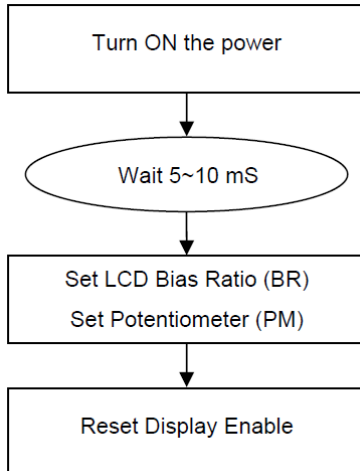 Turn ON the power
Wait 5~10 mS
Set LCD Bias Ratio (BR)
Set Potentiometer (PM)
Reset Display Enable